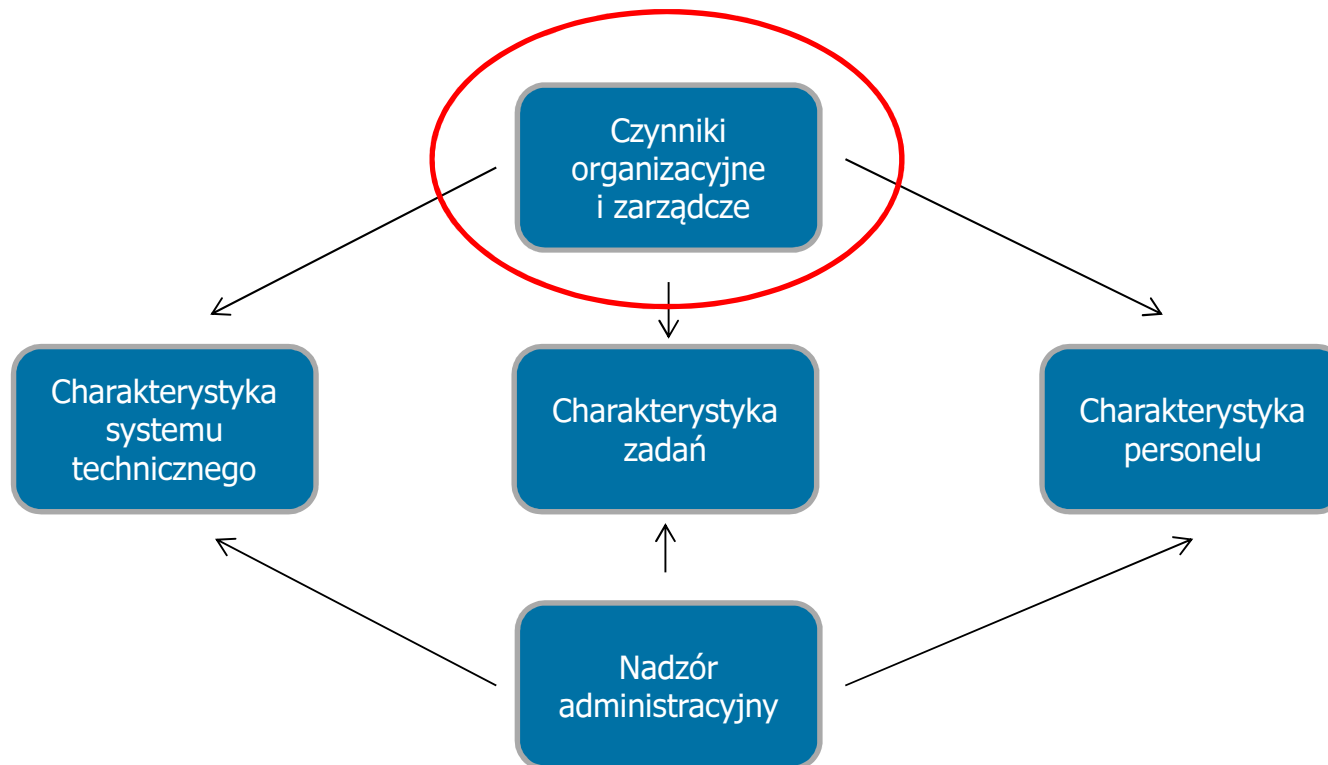 Czynniki
organizacyjne
i zarządcze
Charakterystyka
systemu
technicznego
Charakterystyka
zadań
Charakterystyka
personelu
Nadzór
administracyjny